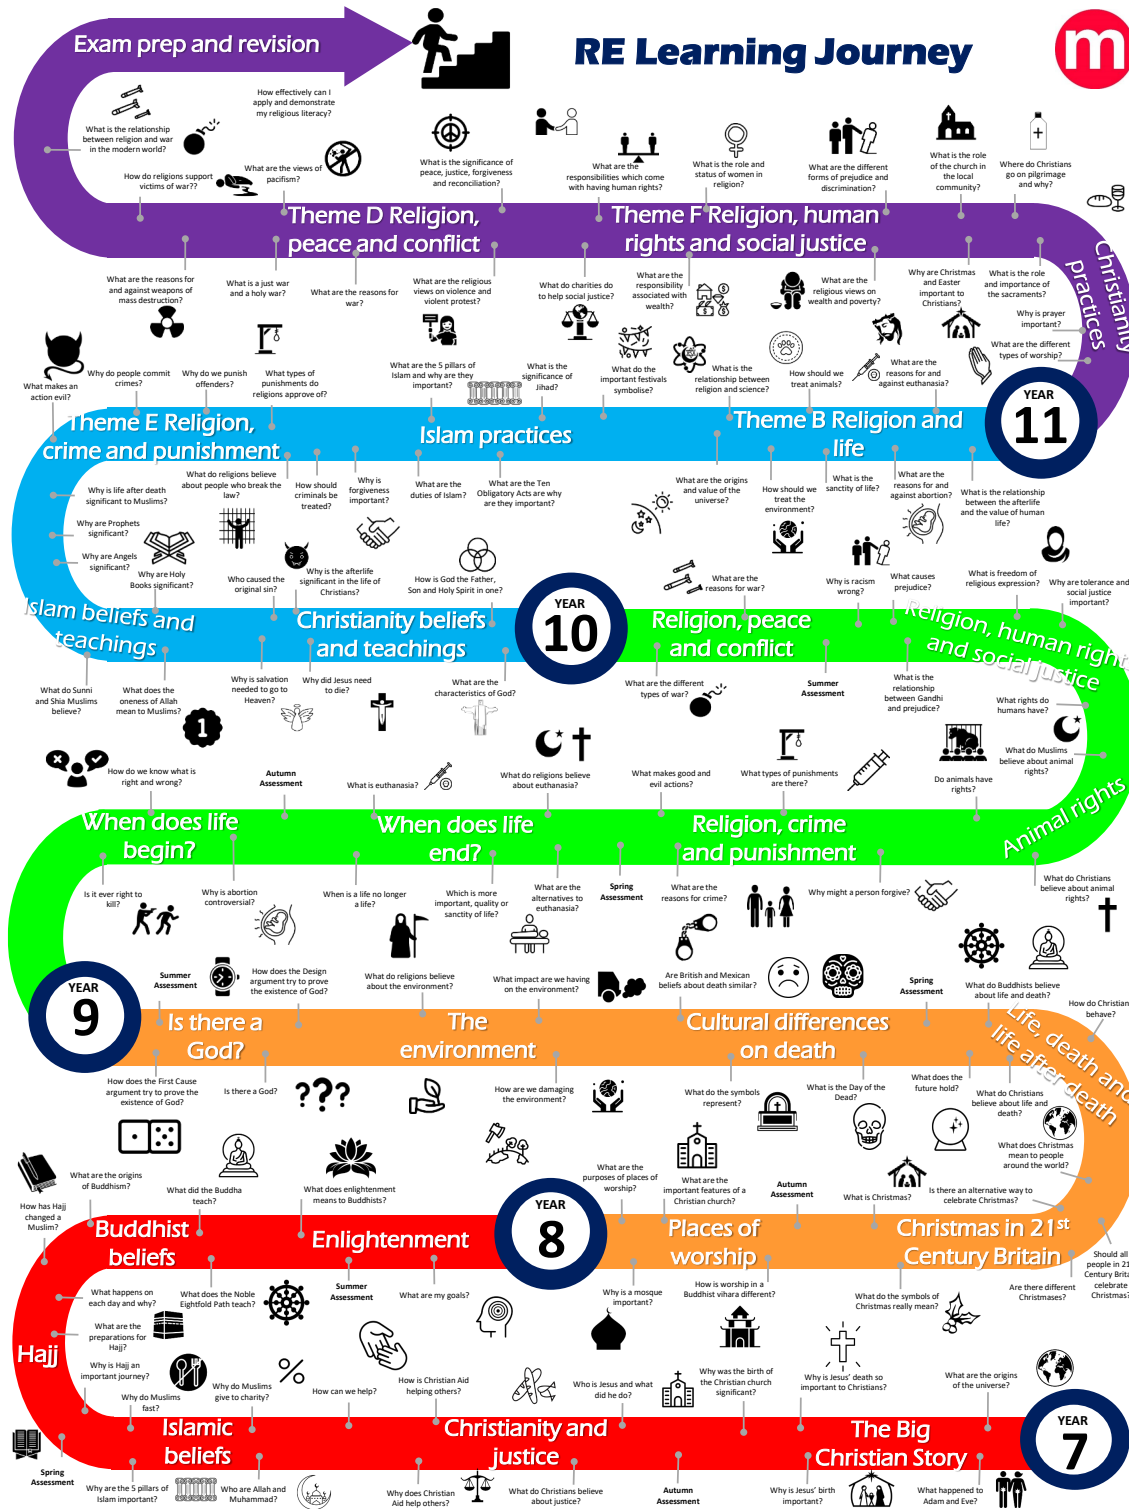 Exam prep and revision
RE Learning Journey
m
How effectively can I
apply and demonstrate
my religious literacy?
What is the relationship
between religion and war
in the modern world?
How do religions support
victims of war??
What are the views of
pacifism?
What is the significance of
peace, justice, forgiveness
and reconciliation?
What are the
responsibilities which come
with having human rights?
What is the role and
status of women in
religion?
What are the different
forms of prejudice and
discrimination?
What is the role
of the church in
the local
community?
Where do Christians
go on pilgrimage
and why?
Theme D Religion,
peace and conflict
Theme F Religion, human
rights and social justice
Christianity
practices
What are the reasons for
and against weapons of
mass destruction?
What is a just war
and a holy war?
What are the reasons for
war?
What are the religious
views on violence and
violent protest?
What do charities do
to help social justice?
What are the
responsibility
associated with
wealth?
What are the
religious views on
wealth and poverty?
Why are Christmas
and Easter
important to
Christians?
What is the role
and importance of
the sacraments?
Why is prayer
important?
What are the different
types of worship?
What makes an
action evil?
Why do people commit
crimes?
Why do we punish
offenders?
What types of
punishments do
religions approve of?
What are the 5 pillars of
Islam and why are they
important?
What is the
significance of
Jihad?
What do the
important festivals
symbolise?
What is the
relationship between
religion and science?
How should we
treat animals?
What are the
reasons for and
against euthanasia?
YEAR
11
Theme E Religion,
crime and punishment
Islam practices
Theme B Religion and
life
Why is life after death
significant to Muslims?
What do religions believe
about people who break the
law?
How should
criminals be
treated?
Why is
forgiveness
important?
What are the
duties of Islam?
What are the Ten
Obligatory Acts are why
are they important?
What are the origins
and value of the
universe?
How should we
treat the
environment?
What is the
sanctity of life?
What are the
reasons for and
against abortion?
What is the relationship
between the afterlife
and the value of human
life?
Why are Prophets
significant?
Why are Angels
significant?
Why are Holy
Books significant?
Who caused the
original sin?
Why is the afterlife
significant in the life of
Christians?
How is God the Father,
Son and Holy Spirit in one?
What are the
reasons for war?
Why is racism
wrong?
What causes
prejudice?
What is freedom of
religious expression?
Why are tolerance and
social justice
important?
Islam beliefs and
teachings
Christianity beliefs
and teachings
YEAR
10
Religion, peace
and conflict
Religion, human rights
and social justice
What do Sunni
and Shia Muslims
believe?
What does the
oneness of Allah
mean to Muslims?
1
Why is salvation
needed to go to
Heaven?
Why did Jesus need
to die?
What are the
characteristics of God?
What are the different
types of war?
Summer
Assessment
What is the
relationship
between Gandhi
and prejudice?
What rights do
humans have?
What do Muslims
believe about animal
rights?
How do we know what is
right and wrong?
Autumn
Assessment
What is euthanasia?
What do religions believe
about euthanasia?
What makes good and
evil actions?
What types of punishments
are there?
Do animals have
rights?
When does life
begin?
When does life
end?
Religion, crime
and punishment
Animal rights
Is it ever right to
kill?
Why is abortion
controversial?
When is a life no longer
a life?
Which is more
important, quality or
sanctity of life?
What are the
alternatives to
euthanasia?
Spring
Assessment
What are the
reasons for crime?
Why might a person forgive?
What do Christians
believe about animal
rights?
YEAR
9
Summer
Assessment
How does the Design
argument try to prove
the existence of God?
What do religions believe
about the environment?
What impact are we having
on the environment?
Are British and Mexican
beliefs about death similar?
Spring
Assessment
What do Buddhists believe
about life and death?
How do Christian
behave?
Is there a
God?
The
environment
Cultural differences
on death
Life, death and
life after death
How does the First Cause
argument try to prove the
existence of God?
Is there a God?
???
How are we damaging
the environment?
What do the symbols
represent?
What is the Day of the
Dead?
What does the
future hold?
What do Christians
believe about life and
death?
What does Christmas
mean to people
around the world?
How has Hajj
changed a
Muslim?
What are the origins
of Buddhism?
What did the Buddha
teach?
What does enlightenment
means to Buddhists?
What are the
purposes of places of
worship?
What are the
important features of a
Christian church?
Autumn
Assessment
What is Christmas?
Is there an alternative way to
celebrate Christmas?
Buddhist
beliefs
Enlightenment
YEAR
8
Places of
worship
Christmas in 21st
Century Britain
Should all
people in 21
Century Brita
celebrate
Christmas?
What happens on
each day and why?
What does the Noble
Eightfold Path teach?
Summer
Assessment
What are my goals?
Why is a mosque
important?
How is worship in a
Buddhist vihara different?
What do the symbols of
Christmas really mean?
Are there different
Christmases?
Hajj
What are the
preparations for
Hajj?
Why is Hajj an
important journey?
Why do Muslims
fast?
Why do Muslims
give to charity?
%
How can we help?
How is Christian Aid
helping others?
Who is Jesus and what
did he do?
Why was the birth of
the Christian church
significant?
Why is Jesus' death so
important to Christians?
What are the origins
of the universe?
Islamic
beliefs
Christianity and
justice
The Big
Christian Story
YEAR
7
Spring
Assessment
Why are the 5 pillars of
Islam important?
Who are Allah and
Muhammad?
Why does Christian
Aid help others?
What do Christians believe
about justice?
Autumn
Assessment
Why is Jesus' birth
important?
What happened to
Adam and Eve?